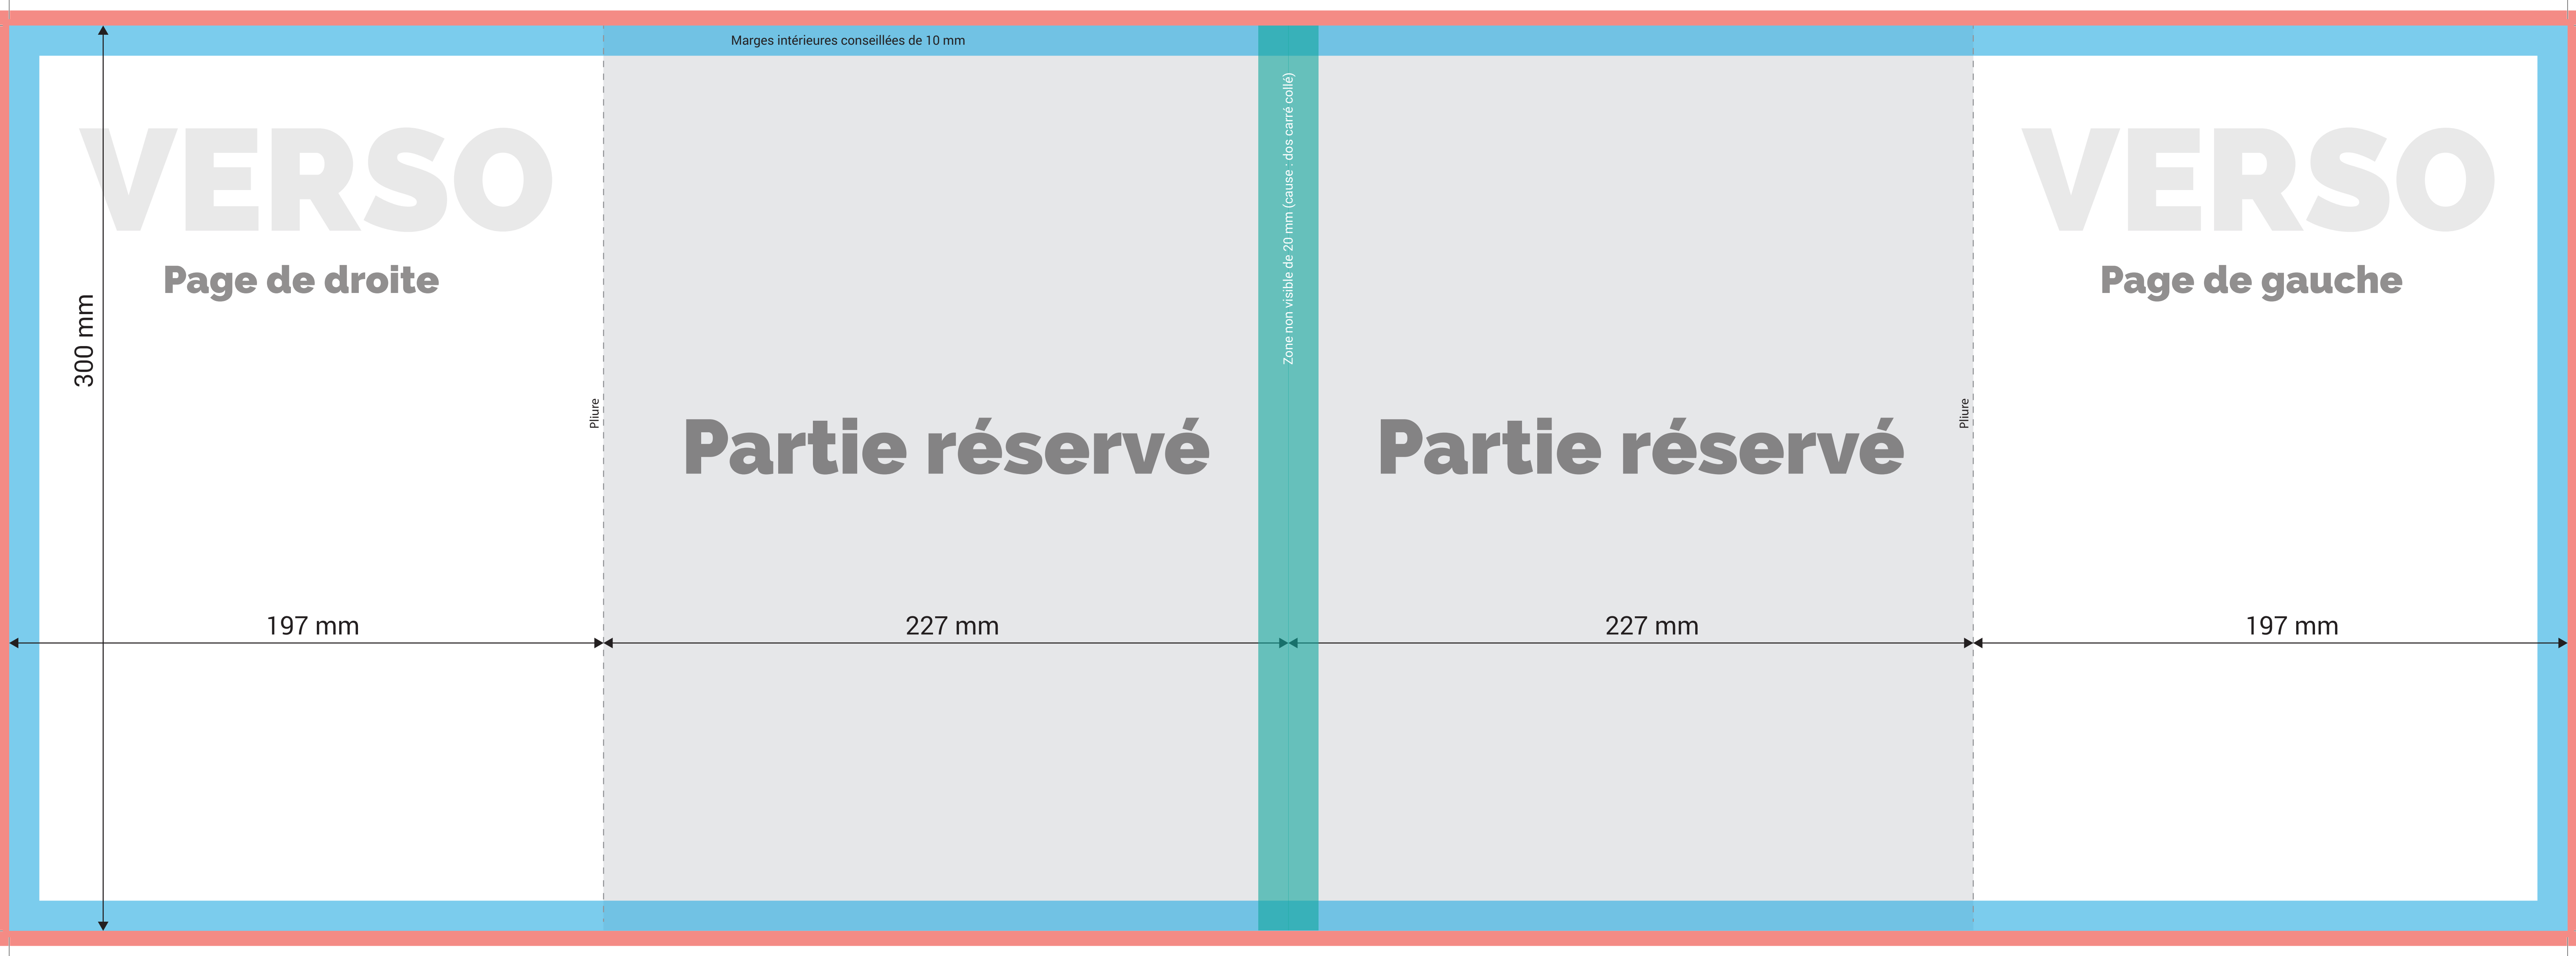 Marges intérieures conseillées de 10 mm
Zone non visible de 20 mm (cause : dos carré collé)
VERSO
Page de droite
VERSO
Page de gauche
300 mm
Pliure
Pliure
Partie réservé
Partie réservé
197 mm
227 mm
227 mm
197 mm